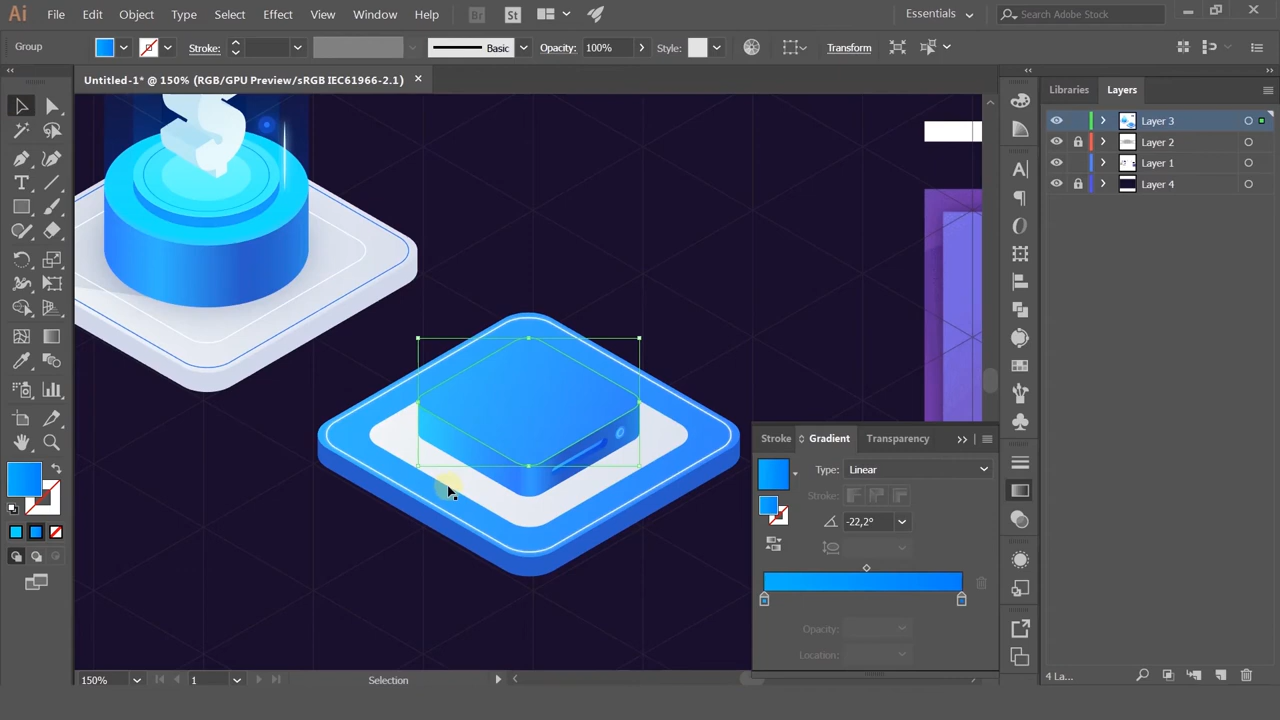 Ai File Edit Object Type Select Effect View Window Help Br St Essentials Search Adobe Stock
Group Stroke: Basic Opacity: 100% Style: Transform
Untitled-1* @ 150% (RGB/GPU Preview/sRGB IEC61966-2.1)
Libraries Layers
Layer 3
Layer 2
Layer 1
Layer 4
$
Stroke Gradient Transparency
Type: Linear
Stroke:
-22,2°
Opacity:
Location:
150% 1 Selection
4 La...